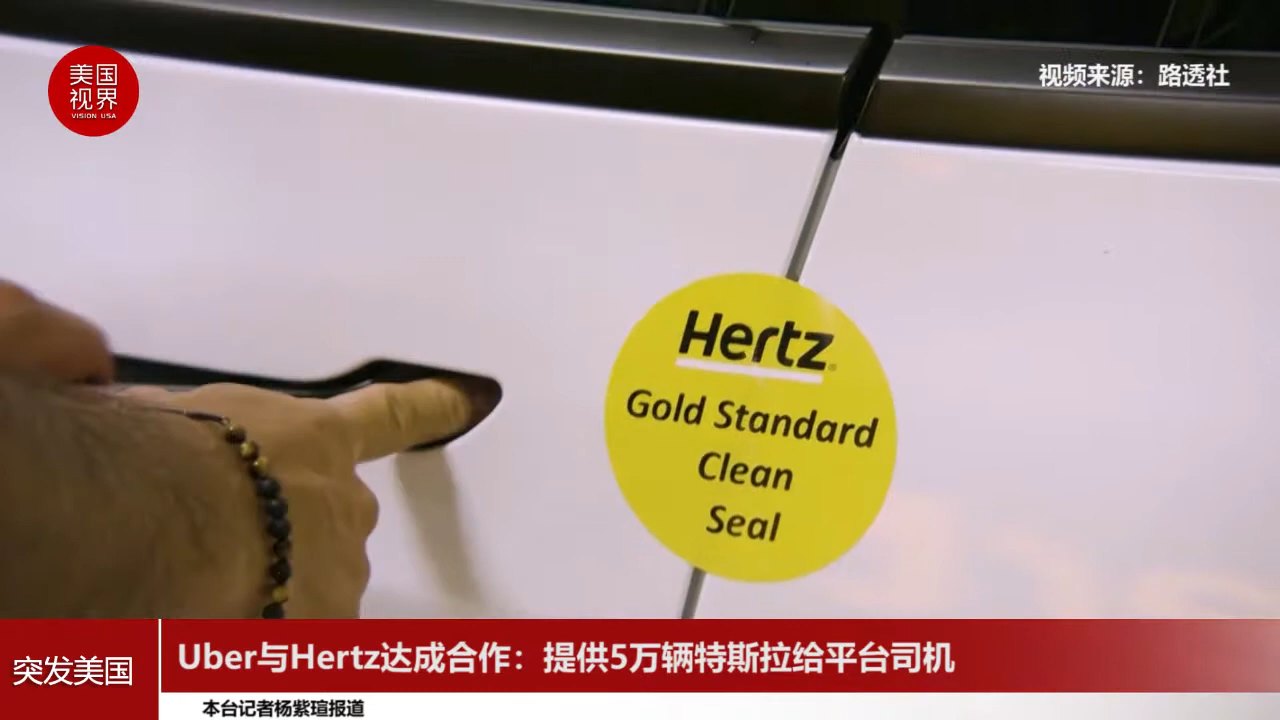 美国
视界
VISION USA
视频来源：路透社
Hertz
Gold Standard
Clean
Seal
突发美国
Uber与Hertz达成合作：提供5万辆特斯拉给平台司机
本台记者杨紫瑄报道